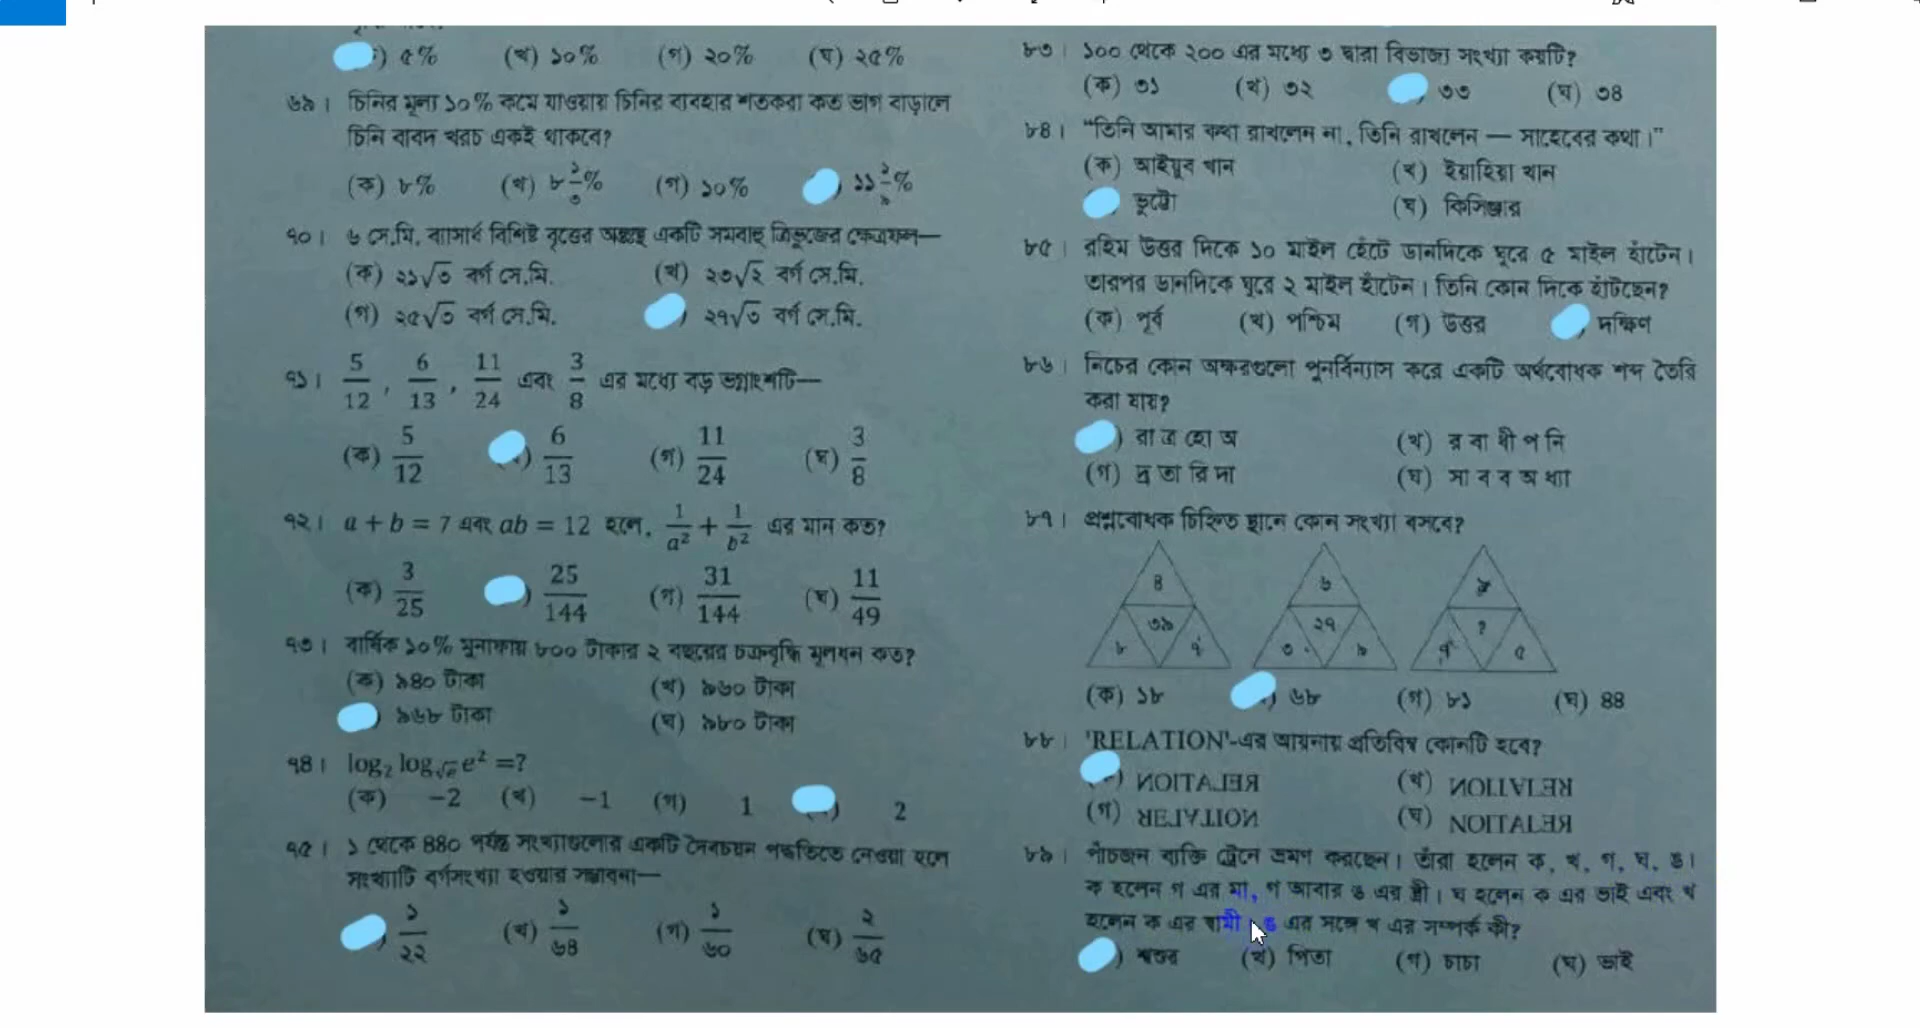 ) ৫% (খ) ১০% (গ) ২০% (ঘ) ২৫%
৬৯। চিনির মূল্য ১০% কমে যাওয়ায় চিনির ব্যবহার শতকরা কত ভাগ বাড়ালে
চিনি বাবদ খরচ একই থাকবে?
(ক) ৮% (খ) ৮ ১/৩% (গ) ১০% ) ১১ ১/৯%
৭০। ৬ সে.মি. ব্যাসার্ধ বিশিষ্ট বৃত্তের অন্তস্থ একটি সমবাহু ত্রিভুজের ক্ষেত্রফল—
(ক) ২১√৩ বর্গ সে.মি. (খ) ২৩√২ বর্গ সে.মি.
(গ) ২৫√৩ বর্গ সে.মি. ) ২৭√৩ বর্গ সে.মি.
৭১। 5/12, 6/13, 11/24 এবং 3/8 এর মধ্যে বড় ভগ্নাংশটি—
(ক) 5/12 ) 6/13 (গ) 11/24 (ঘ) 3/8
৭২। a + b = 7 এবং ab = 12 হলে, 1/a² + 1/b² এর মান কত?
(ক) 3/25 ) 25/144 (গ) 31/144 (ঘ) 11/49
৭৩। বার্ষিক ১০% মুনাফায় ৮০০ টাকার ২ বছরের চক্রবৃদ্ধি মূলধন কত?
(ক) ৯৪০ টাকা (খ) ৯৬০ টাকা
) ৯৬৮ টাকা (ঘ) ৯৮০ টাকা
৭৪। log₂ log√e e² =?
(ক) −2 (খ) −1 (গ) 1 ) 2
৭৫। ১ থেকে ৪৪০ পর্যন্ত সংখ্যাগুলোর একটি দৈবচয়ন পদ্ধতিতে নেওয়া হলে
সংখ্যাটি বর্গসংখ্যা হওয়ার সম্ভাবনা—
) ১/২২ (খ) ১/৬৪ (গ) ১/৬০ (ঘ) ২/৬৫
৮৩। ১০০ থেকে ২০০ এর মধ্যে ৩ দ্বারা বিভাজ্য সংখ্যা কয়টি?
(ক) ৩১ (খ) ৩২ ) ৩৩ (ঘ) ৩৪
৮৪। “তিনি আমার কথা রাখলেন না, তিনি রাখলেন — সাহেবের কথা।”
(ক) আইয়ুব খান (খ) ইয়াহিয়া খান
ভুট্টো (ঘ) কিসিঞ্জার
৮৫। রহিম উত্তর দিকে ১০ মাইল হেঁটে ডানদিকে ঘুরে ৫ মাইল হাঁটেন।
তারপর ডানদিকে ঘুরে ২ মাইল হাঁটেন। তিনি কোন দিকে হাঁটছেন?
(ক) পূর্ব (খ) পশ্চিম (গ) উত্তর ) দক্ষিণ
৮৬। নিচের কোন অক্ষরগুলো পুনর্বিন্যাস করে একটি অর্থবোধক শব্দ তৈরি
করা যায়?
) রা ত্র হো অ (খ) র বা ধী প নি
(গ) দ্র তা রি দা (ঘ) সা ব ব অ ধ্যা
৮৭। প্রশ্নবোধক চিহ্নিত স্থানে কোন সংখ্যা বসবে?
৪ ৬
৩৯ ২৭ ?
৮ ৭ ৩ ৯ ৭ ৫
(ক) ১৮ ) ৬৮ (গ) ৮১ (ঘ) ৪৪
৮৮। 'RELATION'-এর আয়নায় প্রতিবিম্ব কোনটি হবে?
(খ)
(গ) (ঘ)
৮৯। পাঁচজন ব্যক্তি ট্রেনে ভ্রমণ করছেন। তাঁরা হলেন ক, খ, গ, ঘ, ঙ।
ক হলেন গ এর মা, গ আবার ঙ এর স্ত্রী। ঘ হলেন ক এর ভাই এবং খ
হলেন ক এর স্বামী। ঙ এর সঙ্গে খ এর সম্পর্ক কী?
) শ্বশুর (খ) পিতা (গ) চাচা (ঘ) ভাই